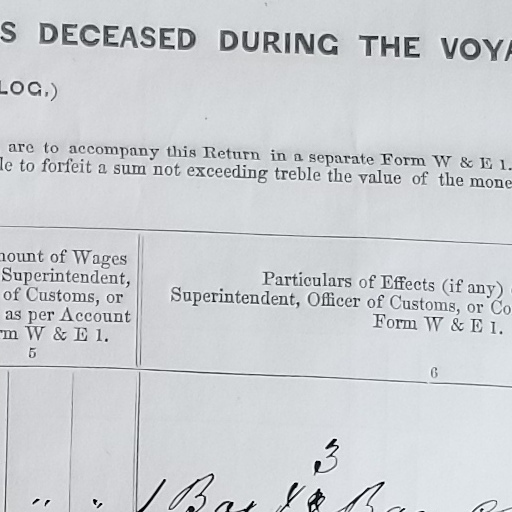 S DECEASED DURING THE VOYA
LOG.)
are to accompany this Return in a separate Form W & E 1.
le to forfeit a sum not exceeding treble the value of the mone
nount of Wages
Superintendent,
of Customs, or
as per Account
rm W & E 1.
5
Particulars of Effects (if any)
Superintendent, Officer of Customs, or Co
Form W & E 1.
6
3
" " 1 Bag &